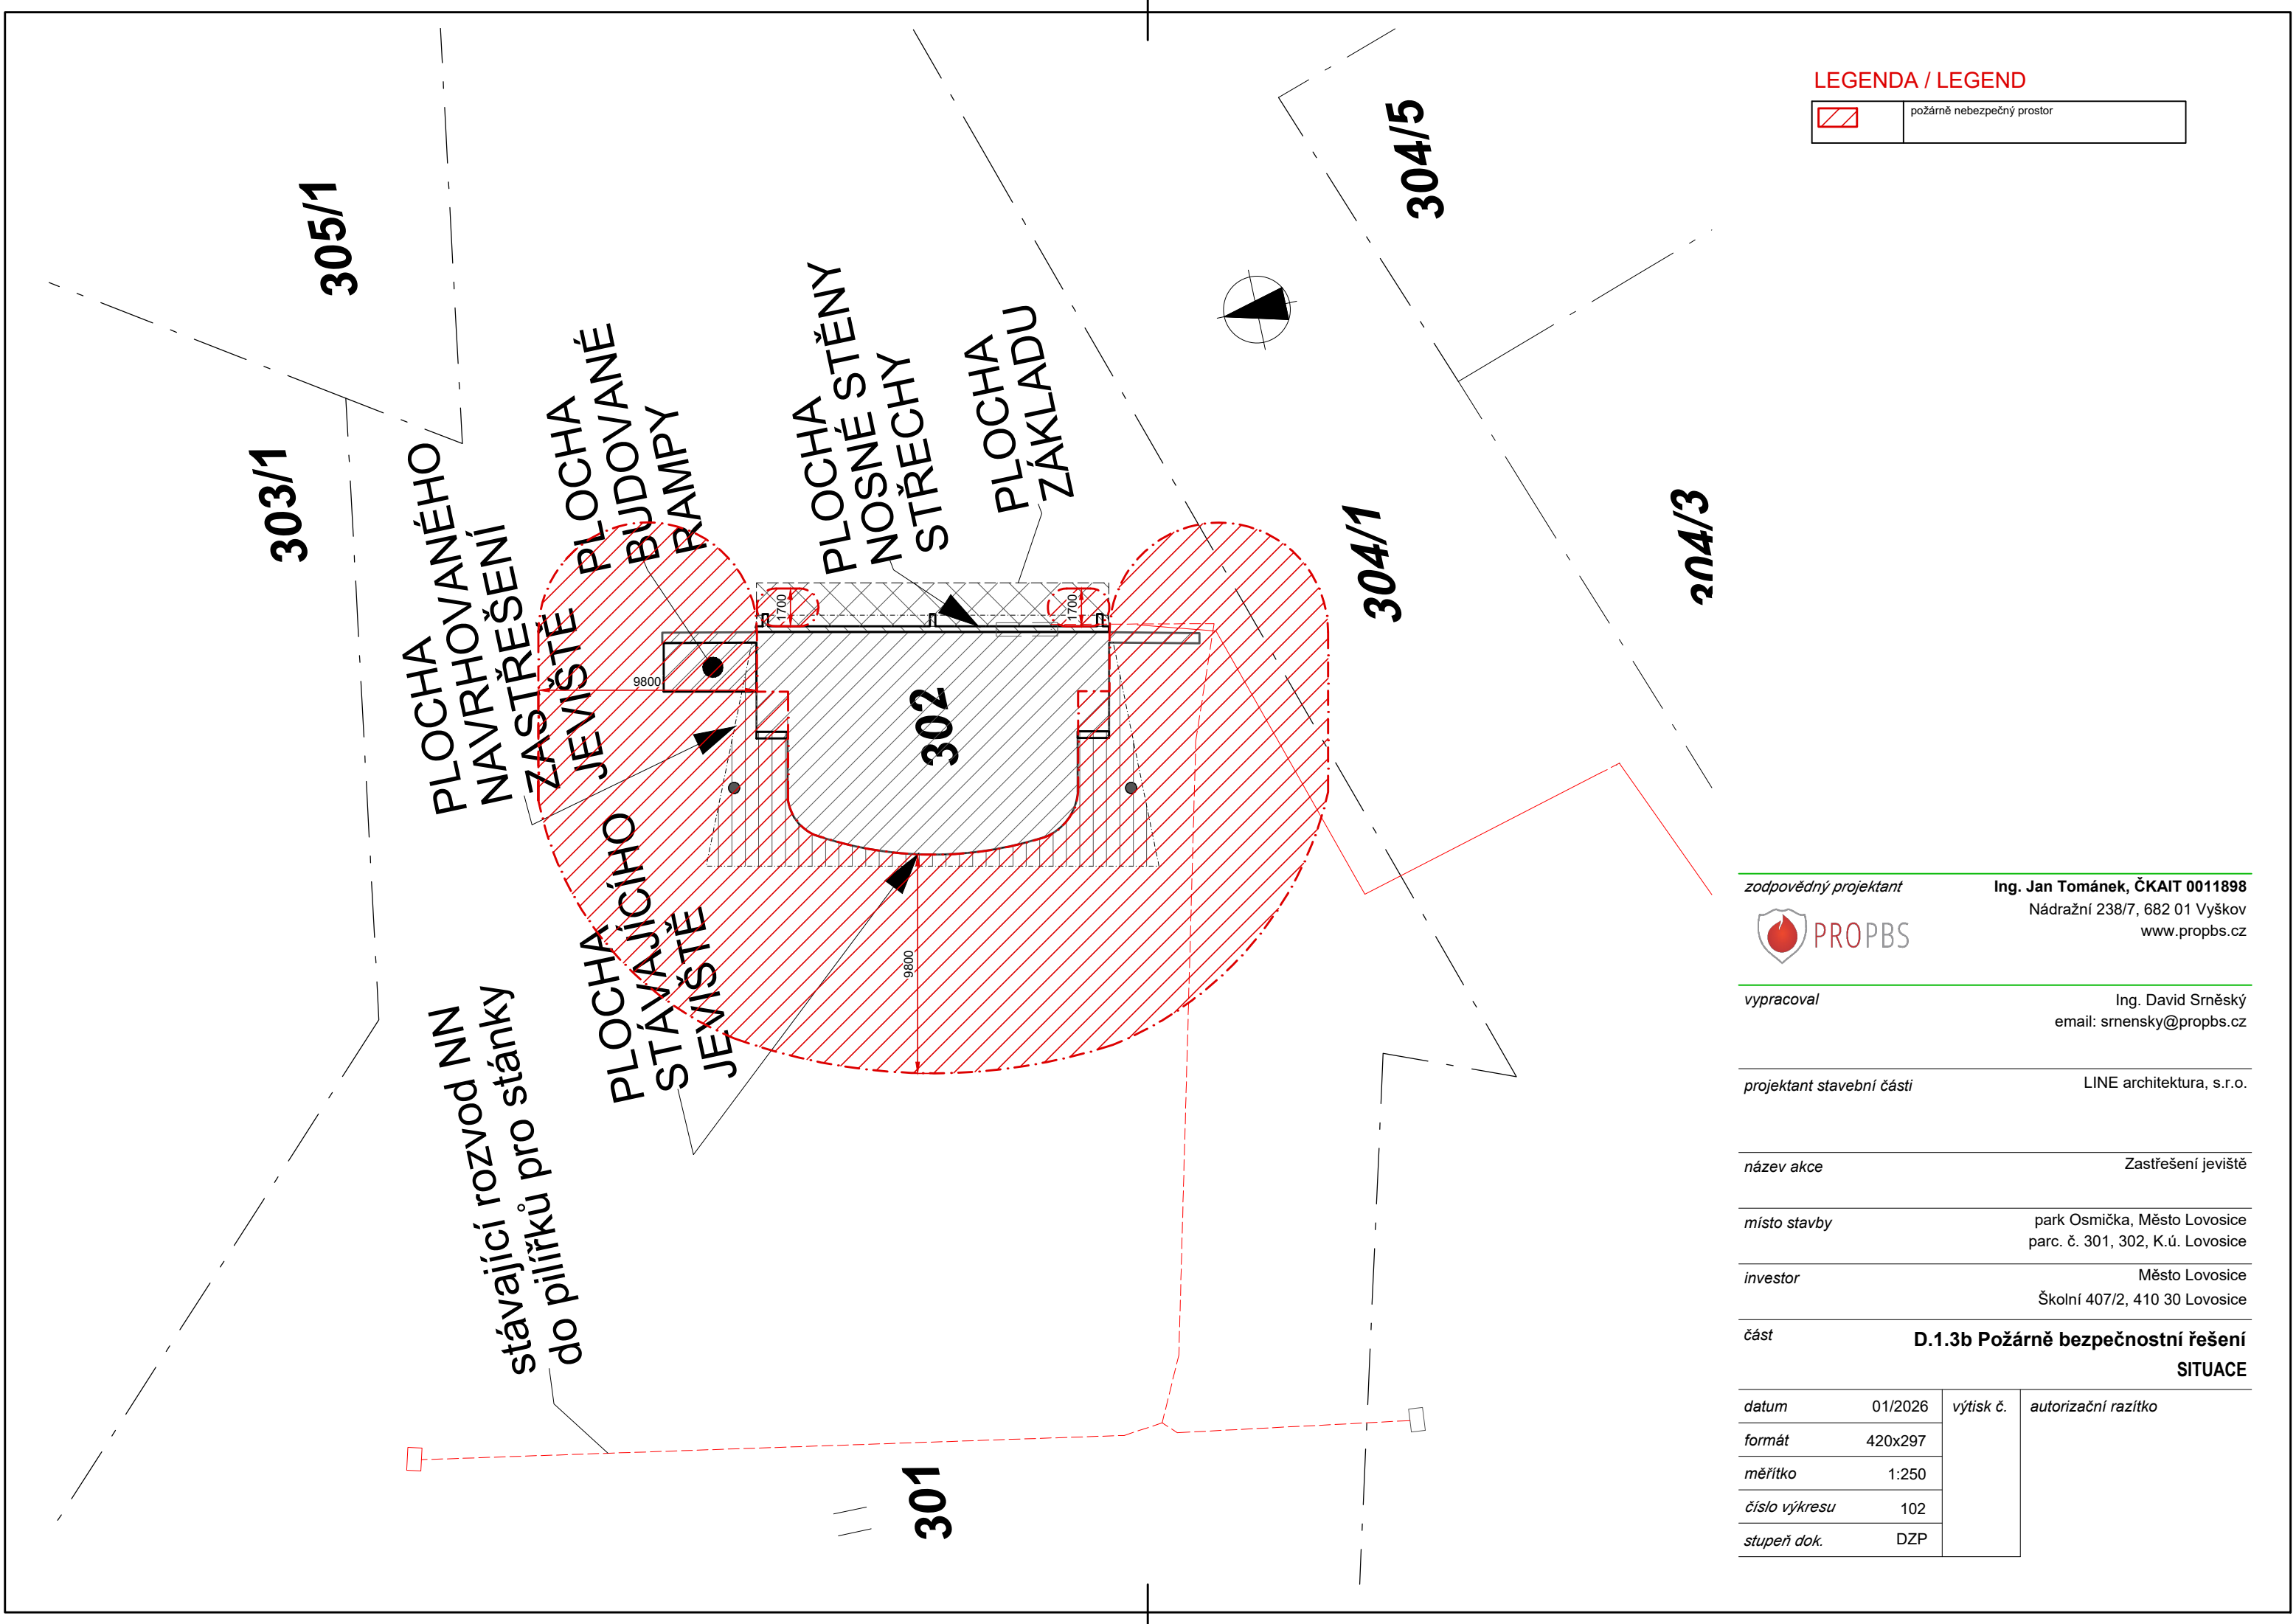 LEGENDA / LEGEND
požárně nebezpečný prostor
305/1
304/5
303/1
304/1
304/3
PLOCHA
NAVRHOVANÉHO
ZASTŘEŠENÍ
JEVIŠTĚ
PLOCHA
BUDOVANÉ
RAMPY
PLOCHA
NOSNÉ STĚNY
STŘECHY
PLOCHA
ZÁKLADU
1700
1700
9800
302
PLOCHA
STÁVAJÍCÍHO
JEVIŠTĚ
9800
stávající rozvod NN
do pilířků pro stánky
301
zodpovědný projektant
Ing. Jan Tománek, ČKAIT 0011898
Nádražní 238/7, 682 01 Vyškov
www.propbs.cz
PROPBS
vypracoval
Ing. David Srněský
email: srnensky@propbs.cz
projektant stavební části
LINE architektura, s.r.o.
název akce
Zastřešení jeviště
místo stavby
park Osmička, Město Lovosice
parc. č. 301, 302, K.ú. Lovosice
investor
Město Lovosice
Školní 407/2, 410 30 Lovosice
část
D.1.3b Požárně bezpečnostní řešení
SITUACE
datum 01/2026
výtisk č.
autorizační razítko
formát 420x297
měřítko 1:250
číslo výkresu 102
stupeň dok. DZP